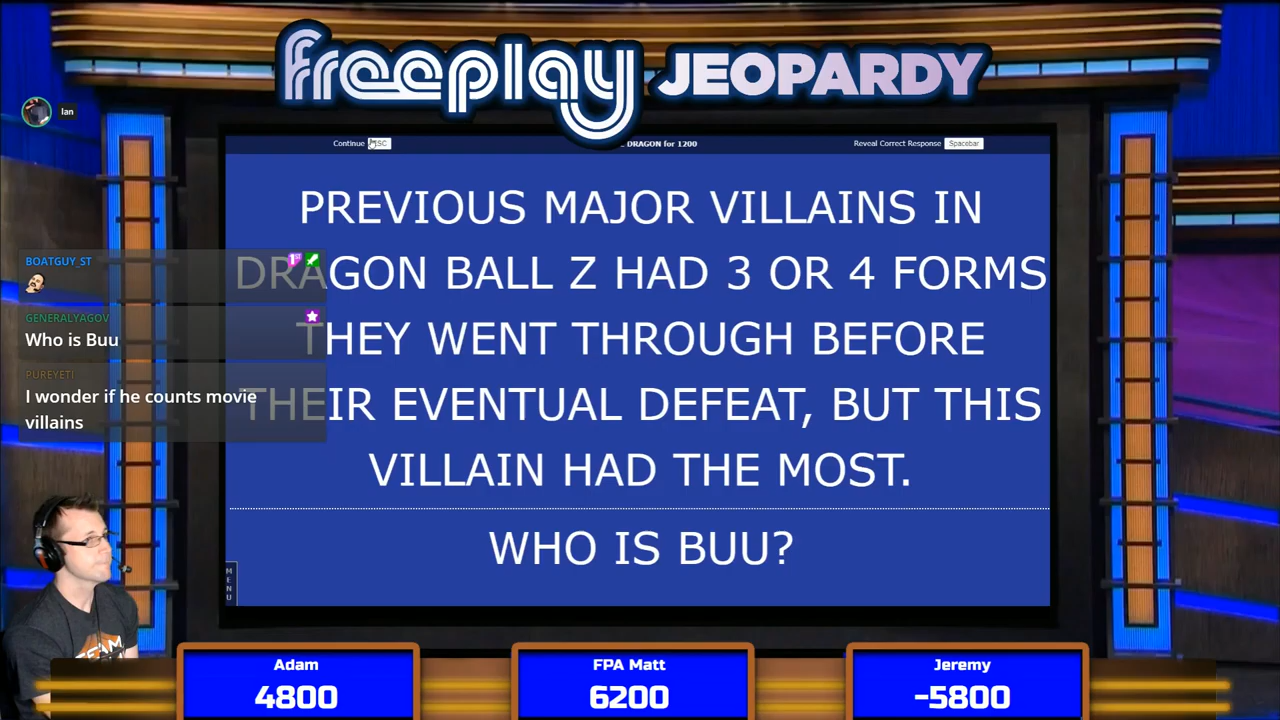 freeplay JEOPARDY
Ian
Continue ESC
DRAGON for 1200
Reveal Correct Response Spacebar
PREVIOUS MAJOR VILLAINS IN
DRAGON BALL Z HAD 3 OR 4 FORMS
THEY WENT THROUGH BEFORE
THEIR EVENTUAL DEFEAT, BUT THIS
VILLAIN HAD THE MOST.
WHO IS BUU?
BOATGUY_ST
GENERALYAGOV
Who is Buu
PUREYETI
I wonder if he counts movie
villains
MENU
TEAM
Adam
4800
FPA Matt
6200
Jeremy
-5800